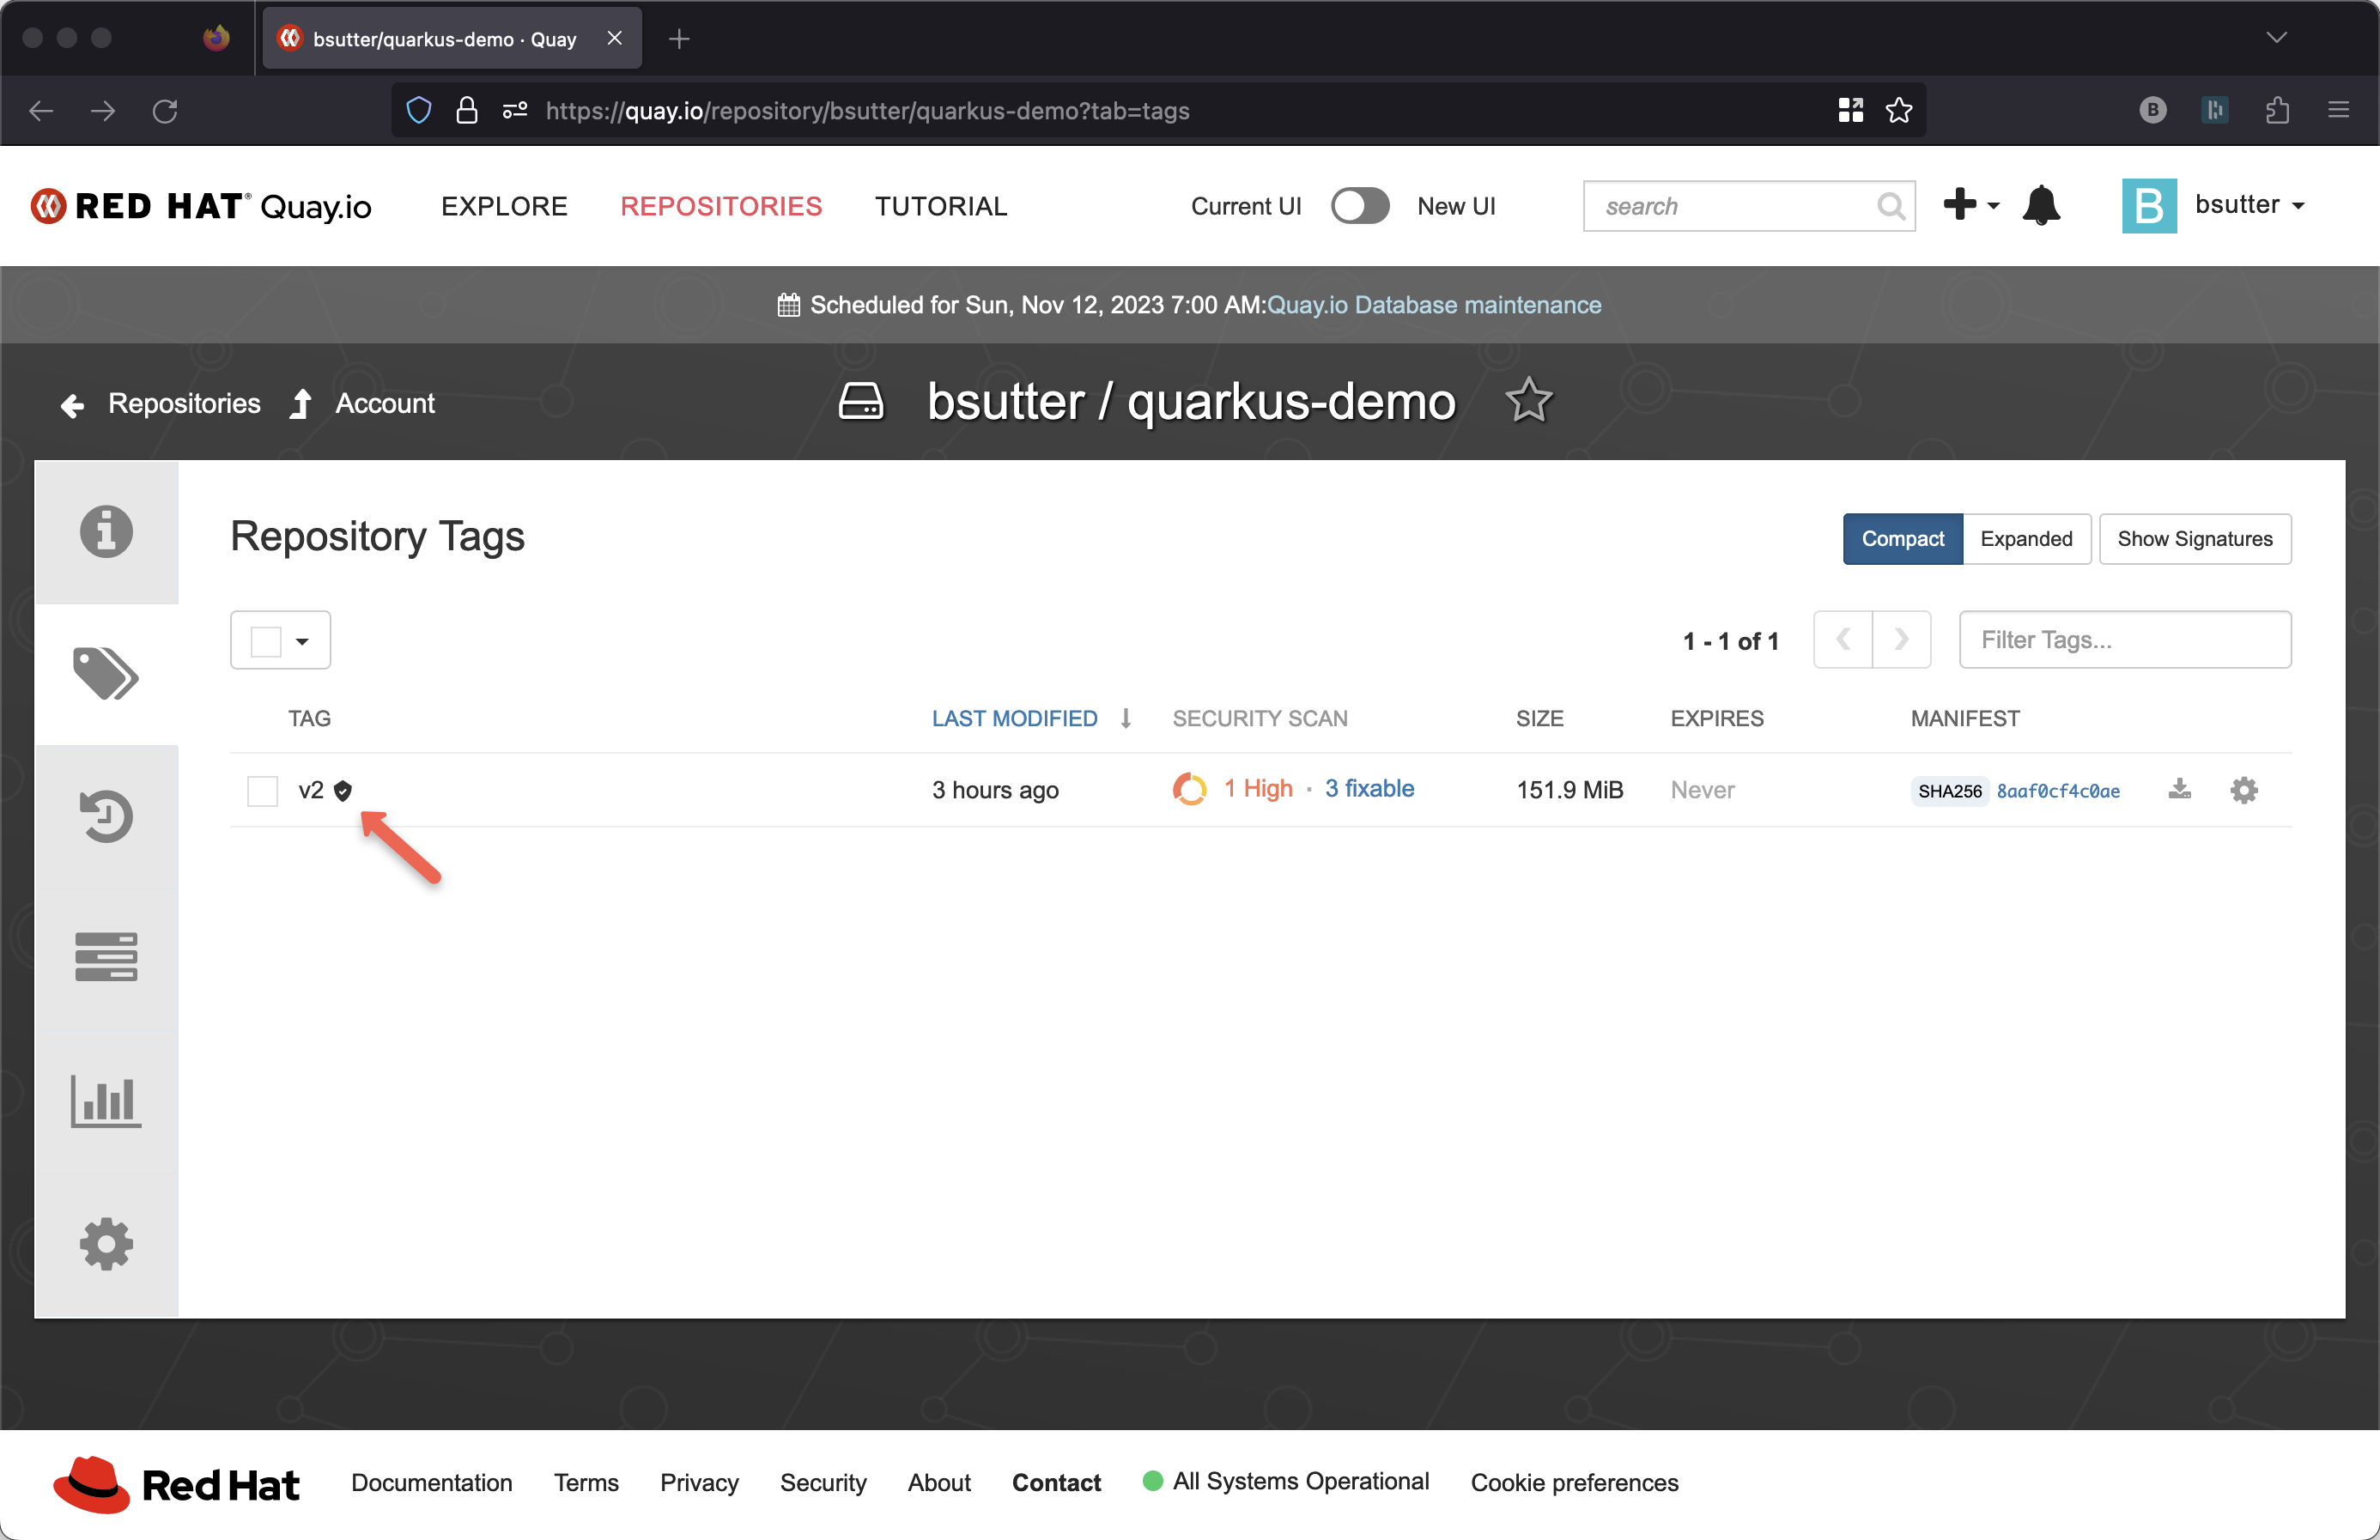 bsutter/quarkus-demo · Quay
https://quay.io/repository/bsutter/quarkus-demo?tab=tags
B
RED HAT® Quay.io EXPLORE REPOSITORIES TUTORIAL Current UI New UI search B bsutter
Scheduled for Sun, Nov 12, 2023 7:00 AM:Quay.io Database maintenance
Repositories Account bsutter / quarkus-demo
Repository Tags Compact Expanded Show Signatures
1 - 1 of 1 Filter Tags...
TAG LAST MODIFIED SECURITY SCAN SIZE EXPIRES MANIFEST
v2 3 hours ago 1 High · 3 fixable 151.9 MiB Never SHA256 8aaf0cf4c0ae
Red Hat Documentation Terms Privacy Security About Contact All Systems Operational Cookie preferences